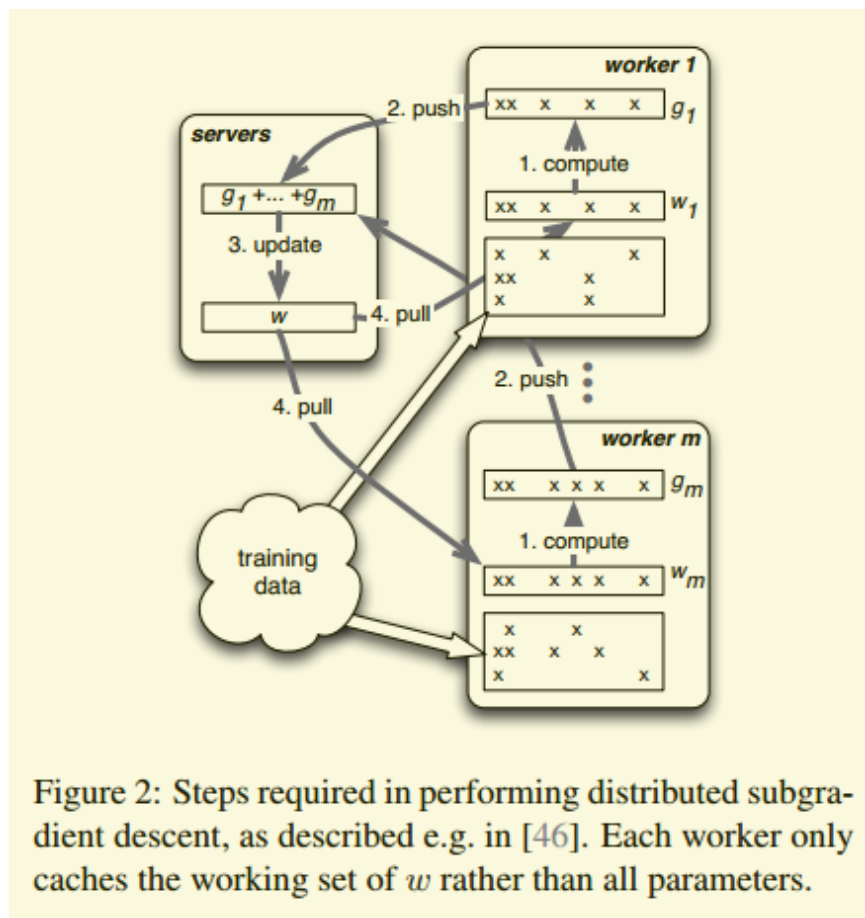 worker 1
xx x x x g1
2. push
servers
1. compute
g1 +... +gm
xx x x x w1
3. update
x x x
xx x
x x
w
4. pull
2. push
4. pull
worker m
xx x x x x gm
training
data
1. compute
xx x x x x wm
x x
xx x x
x x
Figure 2: Steps required in performing distributed subgra-
dient descent, as described e.g. in [46]. Each worker only
caches the working set of w rather than all parameters.